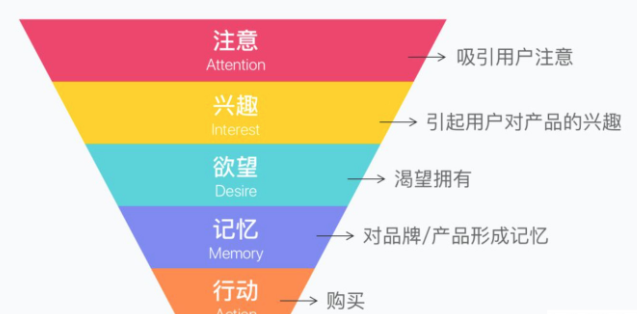 注意
Attention
吸引用户注意
兴趣
Interest
引起用户对产品的兴趣
欲望
Desire
渴望拥有
记忆
Memory
对品牌/产品形成记忆
行动
Action
购买